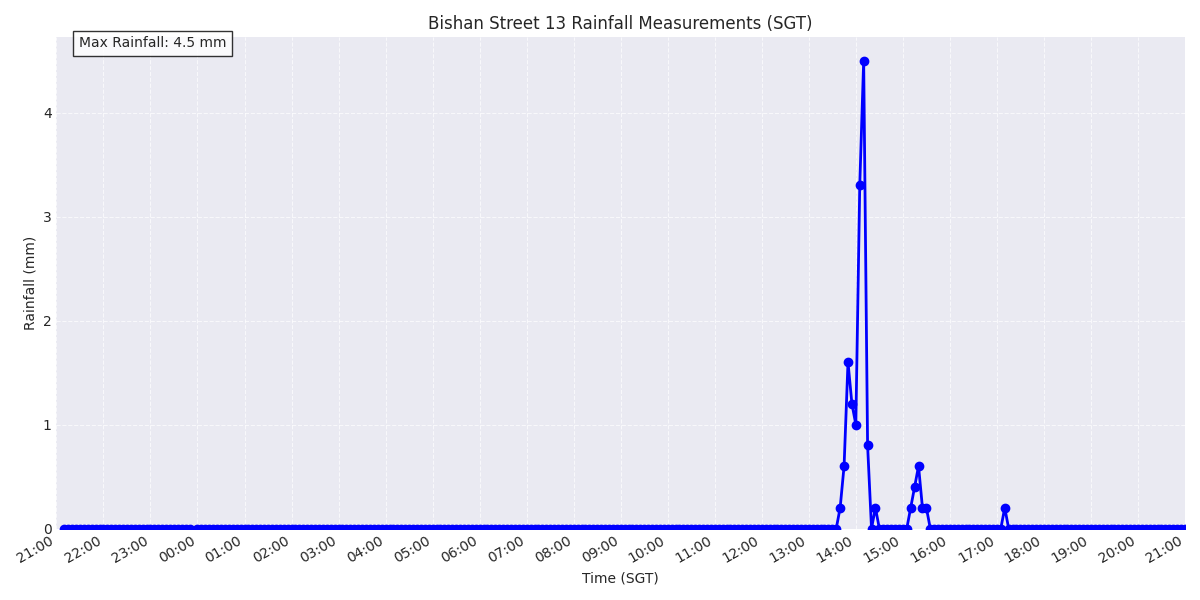 Bishan Street 13 Rainfall Measurements (SGT)
Max Rainfall: 4.5 mm
Rainfall (mm)
4
3
2
1
0
21:00 22:00 23:00 00:00 01:00 02:00 03:00 04:00 05:00 06:00 07:00 08:00 09:00 10:00 11:00 12:00 13:00 14:00 15:00 16:00 17:00 18:00 19:00 20:00 21:00
Time (SGT)